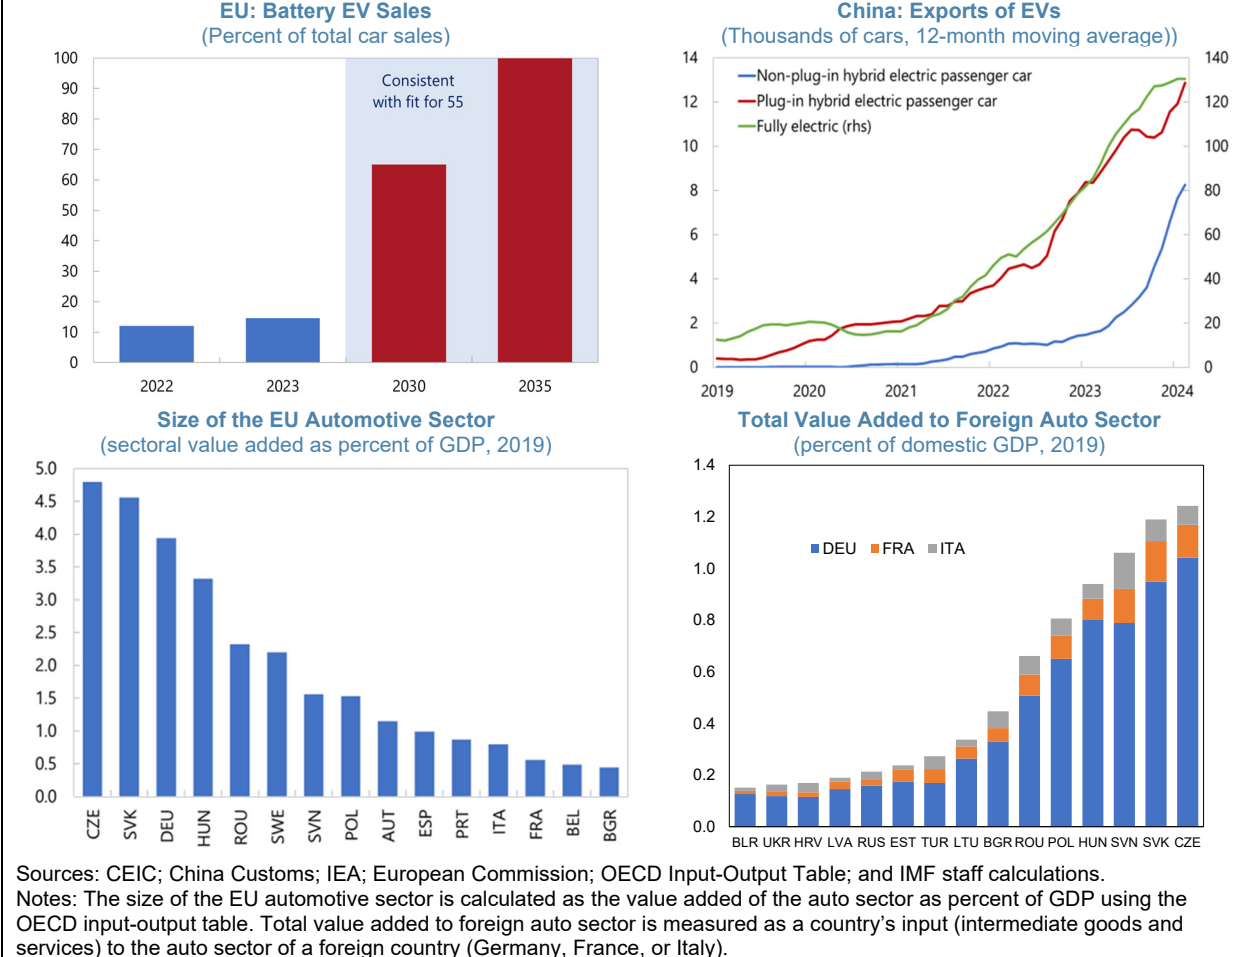 EU: Battery EV Sales
(Percent of total car sales)
100
90
80
70
60
50
40
30
20
10
0
Consistent
with fit for 55
2022 2023 2030 2035
China: Exports of EVs
(Thousands of cars, 12-month moving average))
14
12
10
8
6
4
2
0
Non-plug-in hybrid electric passenger car
Plug-in hybrid electric passenger car
Fully electric (rhs)
140
120
100
80
60
40
20
0
2019 2020 2021 2022 2023 2024
Size of the EU Automotive Sector
(sectoral value added as percent of GDP, 2019)
5.0
4.5
4.0
3.5
3.0
2.5
2.0
1.5
1.0
0.5
0.0
CZE SVK DEU HUN ROU SWE SVN POL AUT ESP PRT ITA FRA BEL BGR
Total Value Added to Foreign Auto Sector
(percent of domestic GDP, 2019)
1.4
1.2
1.0
0.8
0.6
0.4
0.2
0.0
DEU FRA ITA
BLR UKR HRV LVA RUS EST TUR LTU BGR ROU POL HUN SVN SVK CZE
Sources: CEIC; China Customs; IEA; European Commission; OECD Input-Output Table; and IMF staff calculations.
Notes: The size of the EU automotive sector is calculated as the value added of the auto sector as percent of GDP using the
OECD input-output table. Total value added to foreign auto sector is measured as a country's input (intermediate goods and
services) to the auto sector of a foreign country (Germany, France, or Italy).